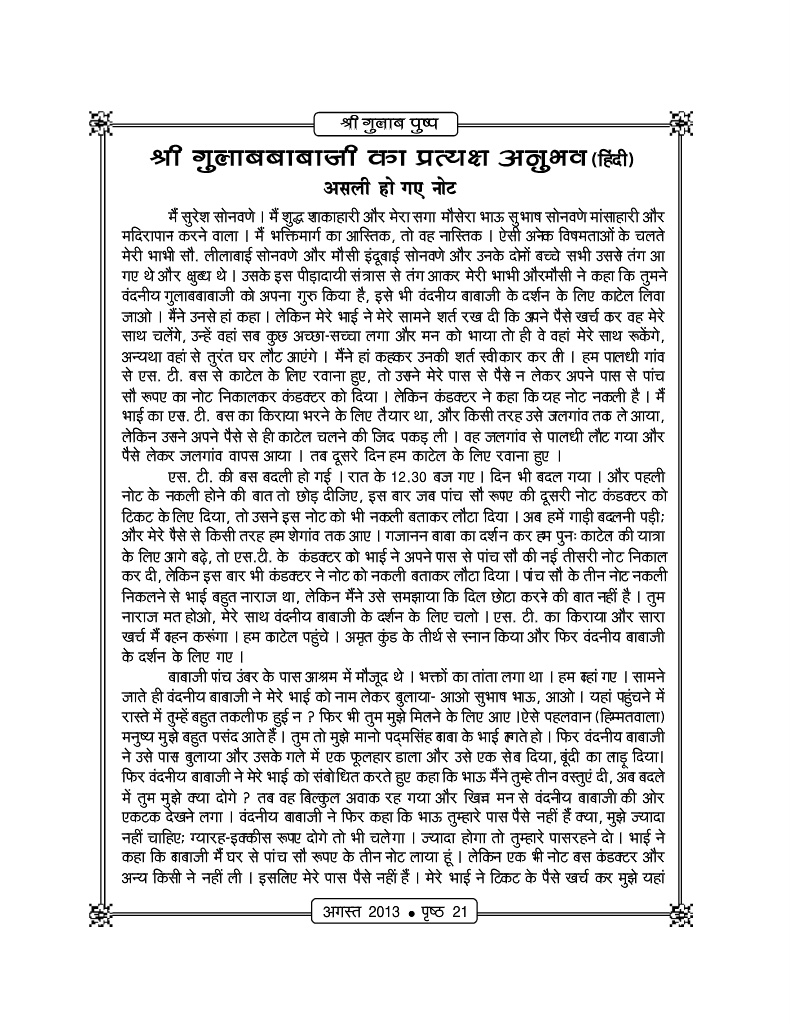 श्री गुलाब पुष्प
श्री गुलाबबाबाजी का प्रत्यक्ष अनुभव (हिंदी)
असली हो गए नोट
मैं सुरेश सोनवणे । मैं शुद्ध शाकाहारी और मेरा सगा मौसेरा भाऊ सुभाष सोनवणे मांसाहारी और
मदिरापान करने वाला । मैं भक्तिमार्ग का आस्तिक, तो वह नास्तिक । ऐसी अनेक विषमताओं के चलते
मेरी भाभी सौ. लीलाबाई सोनवणे और मौसी इंदूबाई सोनवणे और उनके दोनों बच्चे सभी उससे तंग आ
गए थे और क्षुब्ध थे । उसके इस पीड़ादायी संत्रास से तंग आकर मेरी भाभी औरमौसी ने कहा कि तुमने
वंदनीय गुलाबबाबाजी को अपना गुरु किया है, इसे भी वंदनीय बाबाजी के दर्शन के लिए काटेल लिवा
जाओ । मैंने उनसे हां कहा । लेकिन मेरे भाई ने मेरे सामने शर्त रख दी कि अपने पैसे खर्च कर वह मेरे
साथ चलेंगे, उन्हें वहां सब कुछ अच्छा-सच्चा लगा और मन को भाया तो ही वे वहां मेरे साथ रूकेंगे,
अन्यथा वहां से तुरंत घर लौट आएंगे । मैंने हां कहकर उनकी शर्त स्वीकार कर ली । हम पालधी गांव
से एस. टी. बस से काटेल के लिए रवाना हुए, तो उसने मेरे पास से पैसे न लेकर अपने पास से पांच
सौ रूपए का नोट निकालकर कंडक्टर को दिया । लेकिन कंडक्टर ने कहा कि यह नोट नकली है । मैं
भाई का एस. टी. बस का किराया भरने के लिए तैयार था, और किसी तरह उसे जलगांव तक ले आया,
लेकिन उसने अपने पैसे से ही काटेल चलने की जिद पकड़ ली । वह जलगांव से पालधी लौट गया और
पैसे लेकर जलगांव वापस आया । तब दूसरे दिन हम काटेल के लिए रवाना हुए ।
एस. टी. की बस बदली हो गई । रात के 12.30 बज गए । दिन भी बदल गया । और पहली
नोट के नकली होने की बात तो छोड़ दीजिए, इस बार जब पांच सौ रूपए की दूसरी नोट कंडक्टर को
टिकट के लिए दिया, तो उसने इस नोट को भी नकली बताकर लौटा दिया । अब हमें गाड़ी बदलनी पड़ी;
और मेरे पैसे से किसी तरह हम शेगांव तक आए । गजानन बाबा का दर्शन कर हम पुनः काटेल की यात्रा
के लिए आगे बढ़े, तो एस.टी. के कंडक्टर को भाई ने अपने पास से पांच सौ की नई तीसरी नोट निकाल
कर दी, लेकिन इस बार भी कंडक्टर ने नोट को नकली बताकर लौटा दिया । पांच सौ के तीन नोट नकली
निकलने से भाई बहुत नाराज था, लेकिन मैंने उसे समझाया कि दिल छोटा करने की बात नहीं है । तुम
नाराज मत होओ, मेरे साथ वंदनीय बाबाजी के दर्शन के लिए चलो । एस. टी. का किराया और सारा
खर्च मैं वहन करूंगा । हम काटेल पहुंचे । अमृत कुंड के तीर्थ से स्नान किया और फिर वंदनीय बाबाजी
के दर्शन के लिए गए ।
बाबाजी पांच उंबर के पास आश्रम में मौजूद थे । भक्तों का तांता लगा था । हम वहां गए । सामने
जाते ही वंदनीय बाबाजी ने मेरे भाई को नाम लेकर बुलाया- आओ सुभाष भाऊ, आओ । यहां पहुंचने में
रास्ते में तुम्हें बहुत तकलीफ हुई न ? फिर भी तुम मुझे मिलने के लिए आए ।ऐसे पहलवान (हिम्मतवाला)
मनुष्य मुझे बहुत पसंद आते हैं । तुम तो मुझे मानो पद्मसिंह बाबा के भाई लगते हो । फिर वंदनीय बाबाजी
ने उसे पास बुलाया और उसके गले में एक फूलहार डाला और उसे एक सेब दिया, बूंदी का लाडू दिया।
फिर वंदनीय बाबाजी ने मेरे भाई को संबोधित करते हुए कहा कि भाऊ मैंने तुम्हे तीन वस्तुएं दी, अब बदले
में तुम मुझे क्या दोगे ? तब वह बिल्कुल अवाक रह गया और खिन्न मन से वंदनीय बाबाजी की ओर
एकटक देखने लगा । वंदनीय बाबाजी ने फिर कहा कि भाऊ तुम्हारे पास पैसे नहीं हैं क्या, मुझे ज्यादा
नहीं चाहिए; ग्यारह-इक्कीस रूपए दोगे तो भी चलेगा । ज्यादा होगा तो तुम्हारे पासरहने दो । भाई ने
कहा कि बाबाजी मैं घर से पांच सौ रूपए के तीन नोट लाया हूं । लेकिन एक भी नोट बस कंडक्टर और
अन्य किसी ने नहीं ली । इसलिए मेरे पास पैसे नहीं हैं । मेरे भाई ने टिकट के पैसे खर्च कर मुझे यहां
अगस्त 2013 • पृष्ठ 21